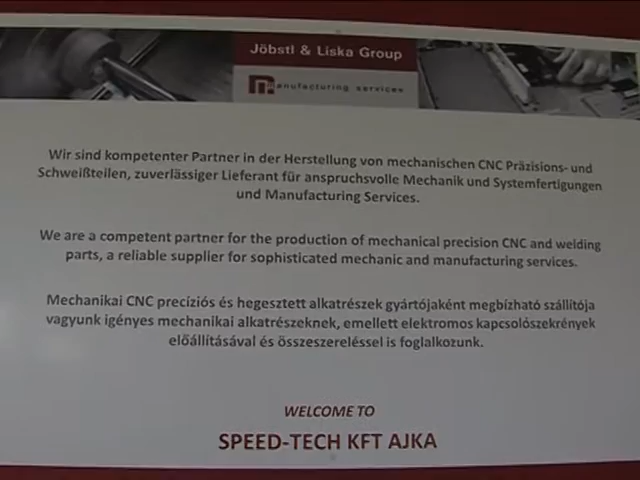 Jöbstl & Liska Group
manufacturing services
Wir sind kompetenter Partner in der Herstellung von mechanischen CNC Präzisions- und
Schweißteilen, zuverlässiger Lieferant für anspruchsvolle Mechanik und Systemfertigungen
und Manufacturing Services.
We are a competent partner for the production of mechanical precision CNC and welding
parts, a reliable supplier for sophisticated mechanic and manufacturing services.
Mechanikai CNC precíziós és hegesztett alkatrészek gyártójaként megbízható szállítója
vagyunk igényes mechanikai alkatrészeknek, emellett elektromos kapcsolószekrények
előállításával és összeszereléssel is foglalkozunk.
WELCOME TO
SPEED-TECH KFT AJKA